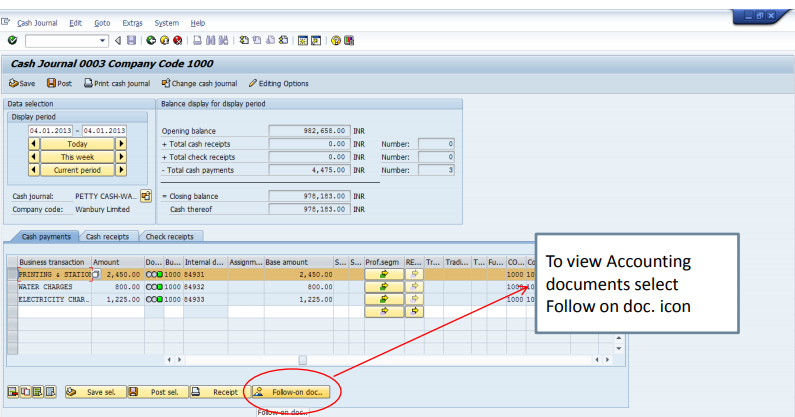 Cash Journal Edit Goto Extras System Help
Cash Journal 0003 Company Code 1000
Save Post Print cash journal Change cash journal Editing Options
Data selection
Balance display for display period
Display period
04.01.2013 - 04.01.2013
Today
This week
Current period
Opening balance 982,658.00 INR
+ Total cash receipts 0.00 INR Number: 0
+ Total check receipts 0.00 INR Number: 0
- Total cash payments 4,475.00 INR Number: 3
Cash journal: PETTY CASH-WA..
= Closing balance 978,183.00 INR
Company code: Wanbury Limited
Cash thereof 978,183.00 INR
Cash payments Cash receipts Check receipts
Business transaction Amount Do... Bu... Internal d... Assignm... Base amount S... S... Prof.segm RE... Tr... Tradi... T... Fu... CO... Co
PRINTING & STATION 2,450.00 1000 84931 2,450.00 1000 10
WATER CHARGES 800.00 1000 84932 800.00 1000 10
ELECTRICITY CHAR.. 1,225.00 1000 84933 1,225.00 1000 10
To view Accounting
documents select
Follow on doc. icon
Save sel. Post sel. Receipt Follow-on doc..
Follow-on doc..